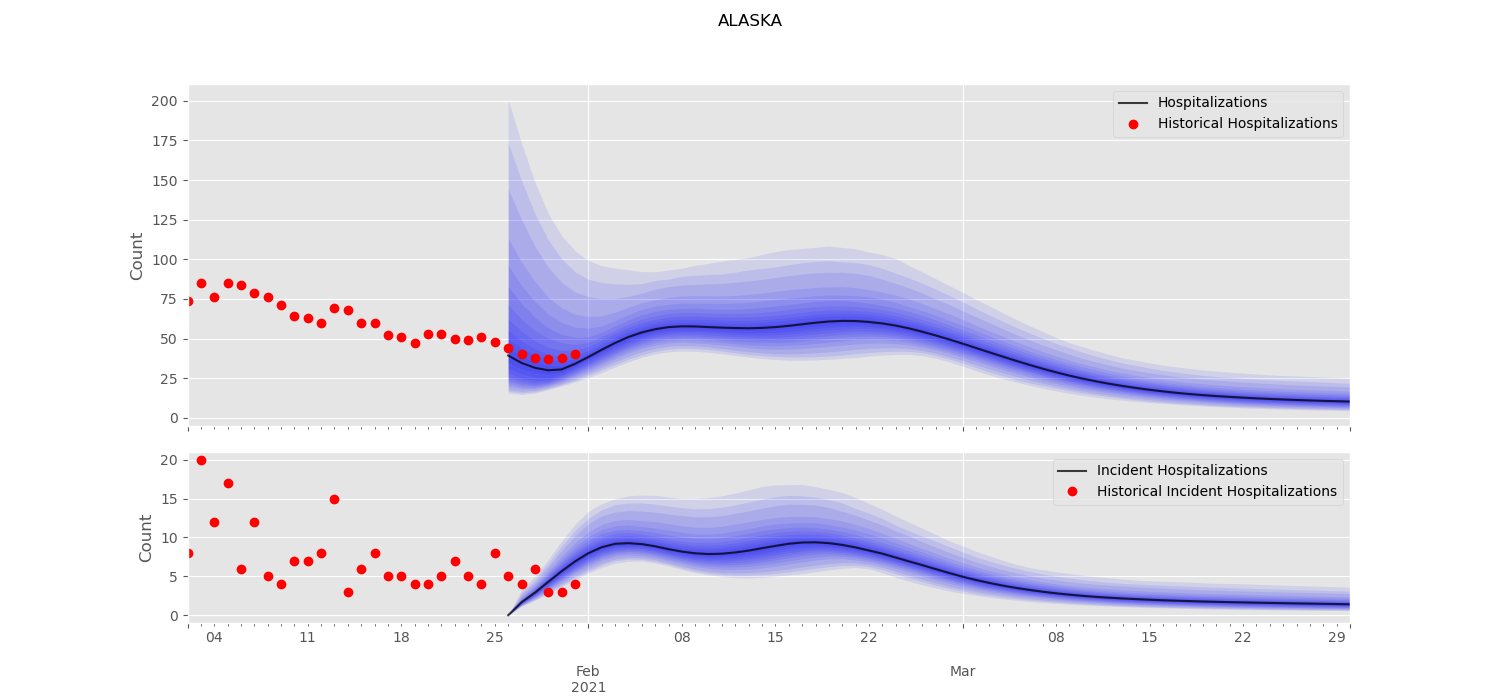 ALASKA
200
175
150
125
100
75
50
25
0
Count
Hospitalizations
Historical Hospitalizations
20
15
10
5
0
Count
Incident Hospitalizations
Historical Incident Hospitalizations
04 11 18 25 08 15 22 08 15 22 29
Feb Mar
2021